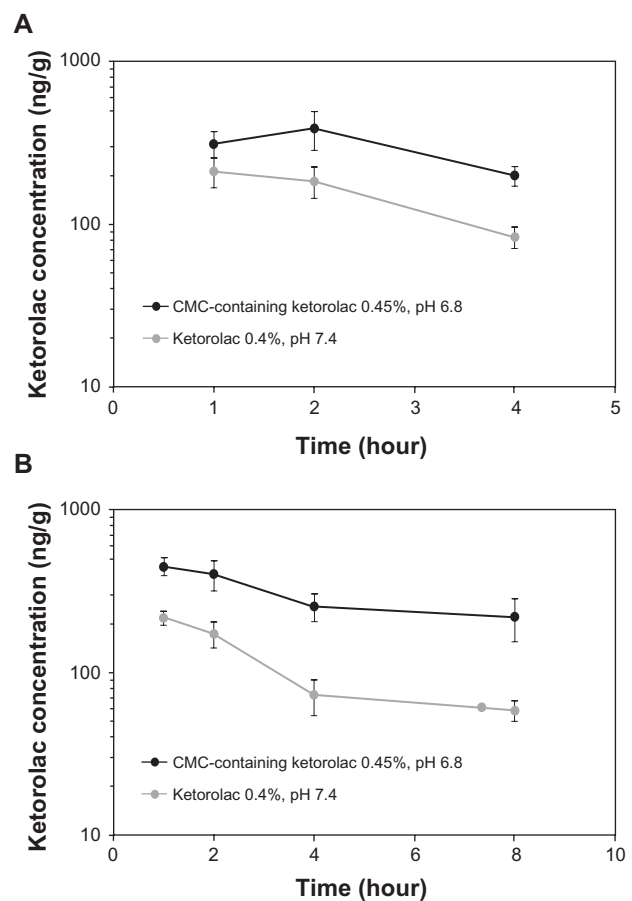 A
Ketorolac concentration (ng/g)
1000
100
10
CMC-containing ketorolac 0.45%, pH 6.8
Ketorolac 0.4%, pH 7.4
0 1 2 3 4 5
Time (hour)
B
Ketorolac concentration (ng/g)
1000
100
10
CMC-containing ketorolac 0.45%, pH 6.8
Ketorolac 0.4%, pH 7.4
0 2 4 6 8 10
Time (hour)